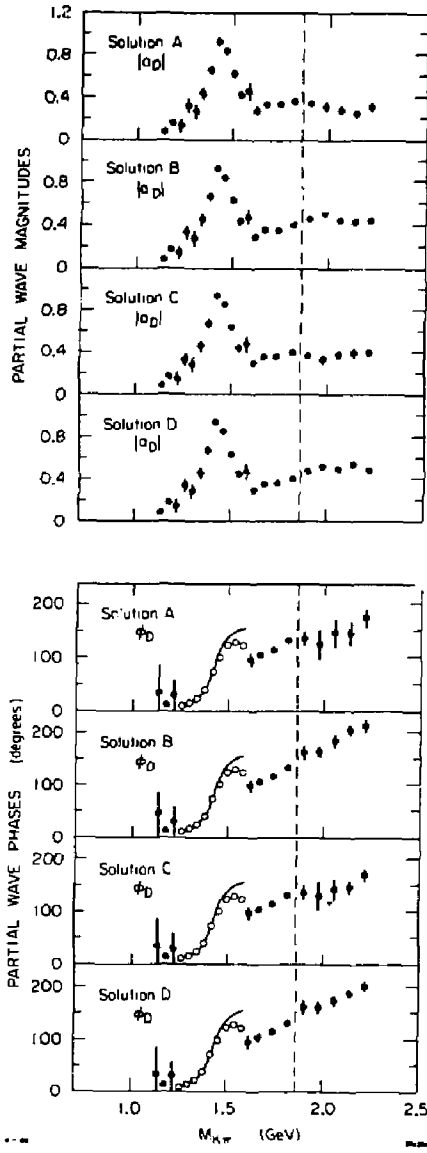 PARTIAL WAVE MAGNITUDES
1.2
Solution A
|a_D|
0.8
0.4
0
Solution B
|a_D|
0.8
0.4
0
Solution C
|a_D|
0.8
0.4
0
Solution D
|a_D|
0.8
0.4
0
PARTIAL WAVE PHASES (degrees)
200
Solution A
ϕ_D
100
0
200
Solution B
ϕ_D
100
0
200
Solution C
ϕ_D
100
0
200
Solution D
ϕ_D
100
0
1.0
1.5
2.0
2.5
M_Kπ (GeV)